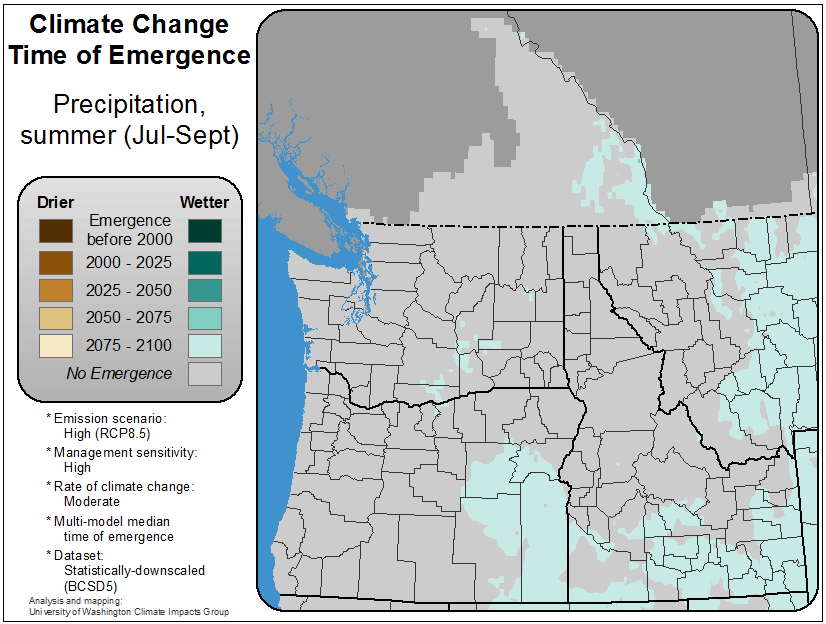 Climate Change
Time of Emergence
Precipitation,
summer (Jul-Sept)
Drier Wetter
Emergence
before 2000
2000 - 2025
2025 - 2050
2050 - 2075
2075 - 2100
No Emergence
* Emission scenario:
High (RCP8.5)
* Management sensitivity:
High
* Rate of climate change:
Moderate
* Multi-model median
time of emergence
* Dataset:
Statistically-downscaled
(BCSD5)
Analysis and mapping:
University of Washington Climate Impacts Group